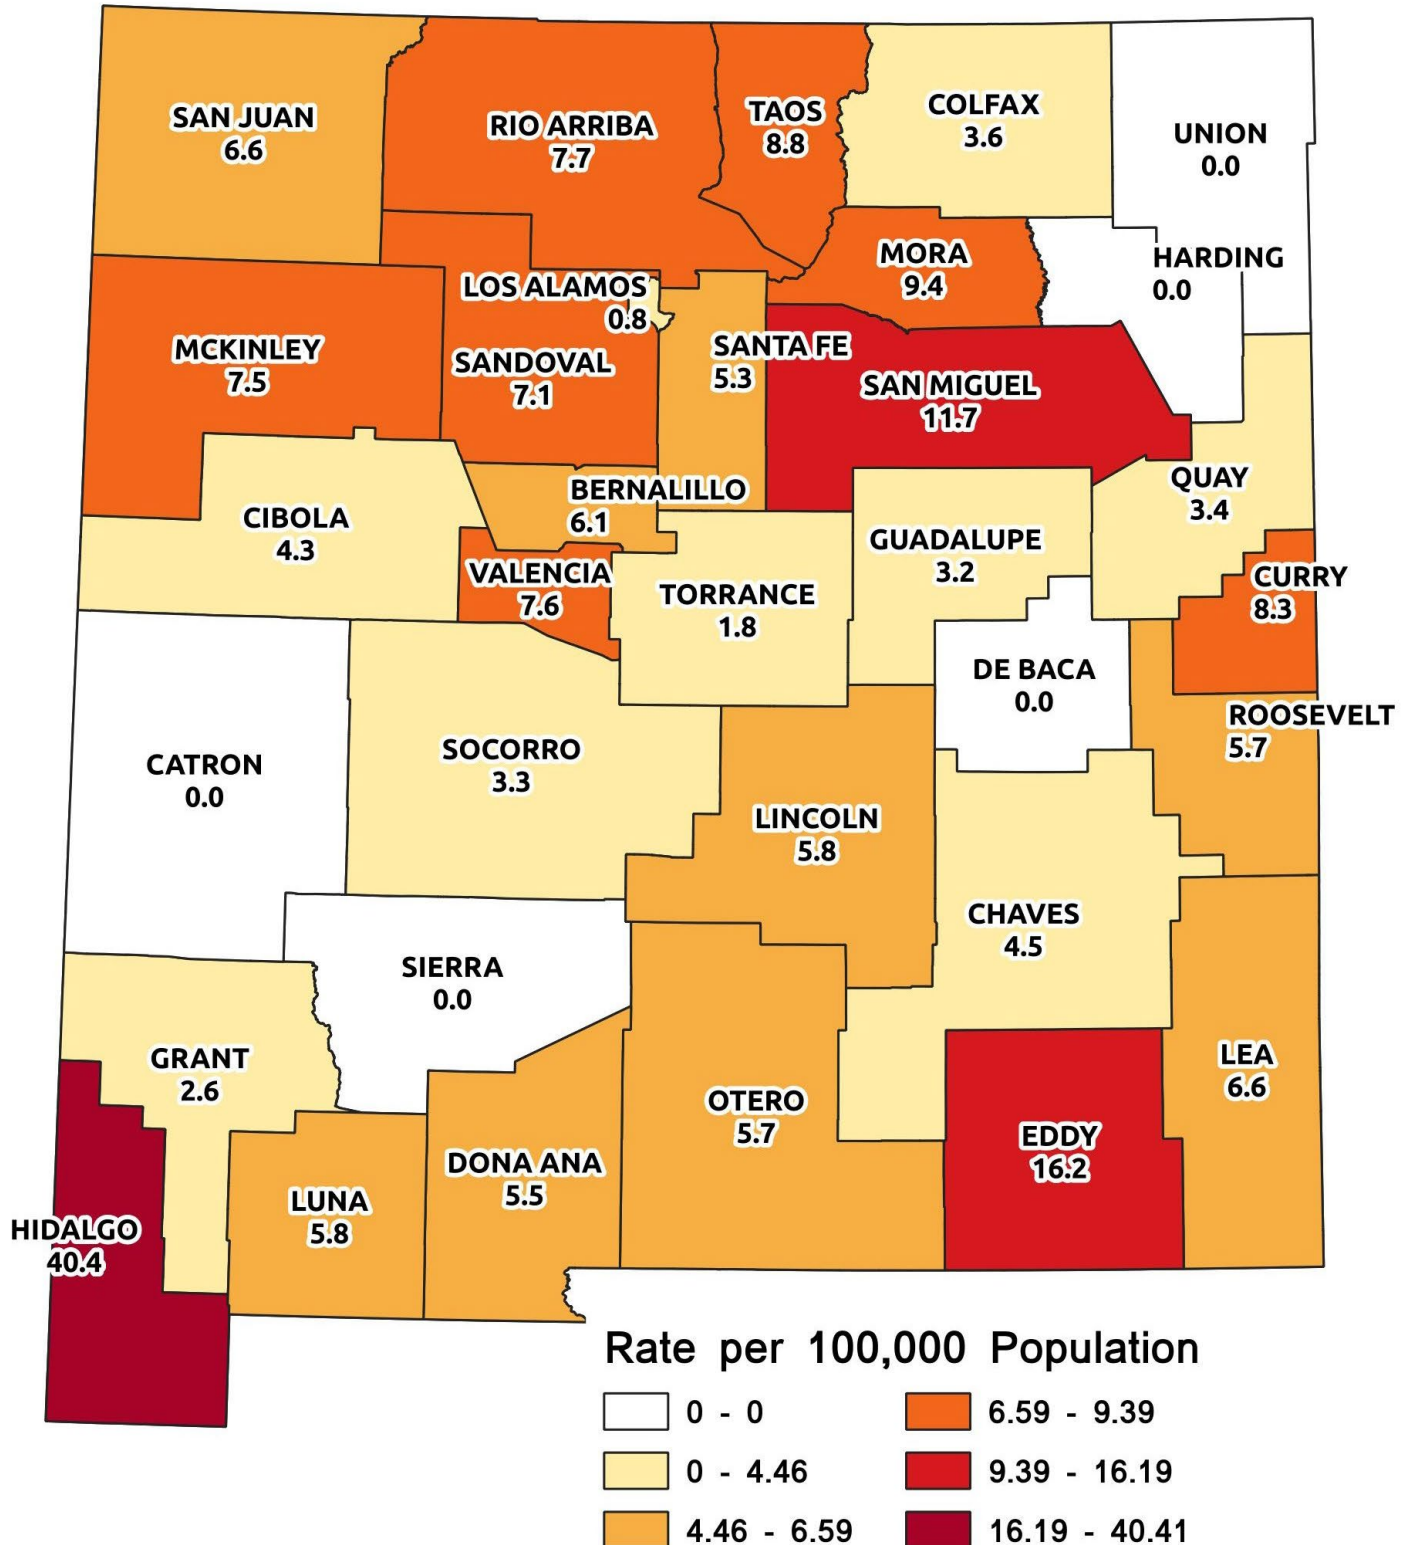 SAN JUAN
6.6
RIO ARRIBA
7.7
TAOS
8.8
COLFAX
3.6
UNION
0.0
MORA
9.4
HARDING
0.0
LOS ALAMOS
0.8
MCKINLEY
7.5
SANDOVAL
7.1
SANTA FE
5.3
SAN MIGUEL
11.7
QUAY
3.4
BERNALILLO
6.1
CIBOLA
4.3
GUADALUPE
3.2
VALENCIA
7.6
TORRANCE
1.8
CURRY
8.3
DE BACA
0.0
ROOSEVELT
5.7
CATRON
0.0
SOCORRO
3.3
LINCOLN
5.8
CHAVES
4.5
SIERRA
0.0
GRANT
2.6
LEA
6.6
OTERO
5.7
EDDY
16.2
DONA ANA
5.5
LUNA
5.8
HIDALGO
40.4
Rate per 100,000 Population
0 - 0
6.59 - 9.39
0 - 4.46
9.39 - 16.19
4.46 - 6.59
16.19 - 40.41